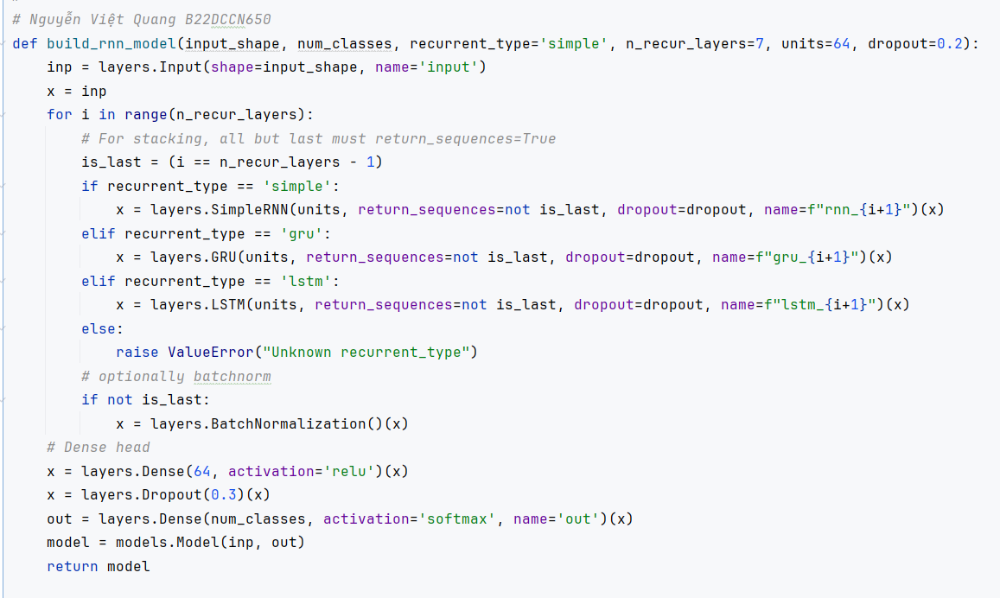 # Nguyễn Việt Quang B22DCCN650
def build_rnn_model(input_shape, num_classes, recurrent_type='simple', n_recur_layers=7, units=64, dropout=0.2):
    inp = layers.Input(shape=input_shape, name='input')
    x = inp
    for i in range(n_recur_layers):
        # For stacking, all but last must return_sequences=True
        is_last = (i == n_recur_layers - 1)
        if recurrent_type == 'simple':
            x = layers.SimpleRNN(units, return_sequences=not is_last, dropout=dropout, name=f"rnn_{i+1}")(x)
        elif recurrent_type == 'gru':
            x = layers.GRU(units, return_sequences=not is_last, dropout=dropout, name=f"gru_{i+1}")(x)
        elif recurrent_type == 'lstm':
            x = layers.LSTM(units, return_sequences=not is_last, dropout=dropout, name=f"lstm_{i+1}")(x)
        else:
            raise ValueError("Unknown recurrent_type")
        # optionally batchnorm
        if not is_last:
            x = layers.BatchNormalization()(x)
    # Dense head
    x = layers.Dense(64, activation='relu')(x)
    x = layers.Dropout(0.3)(x)
    out = layers.Dense(num_classes, activation='softmax', name='out')(x)
    model = models.Model(inp, out)
    return model